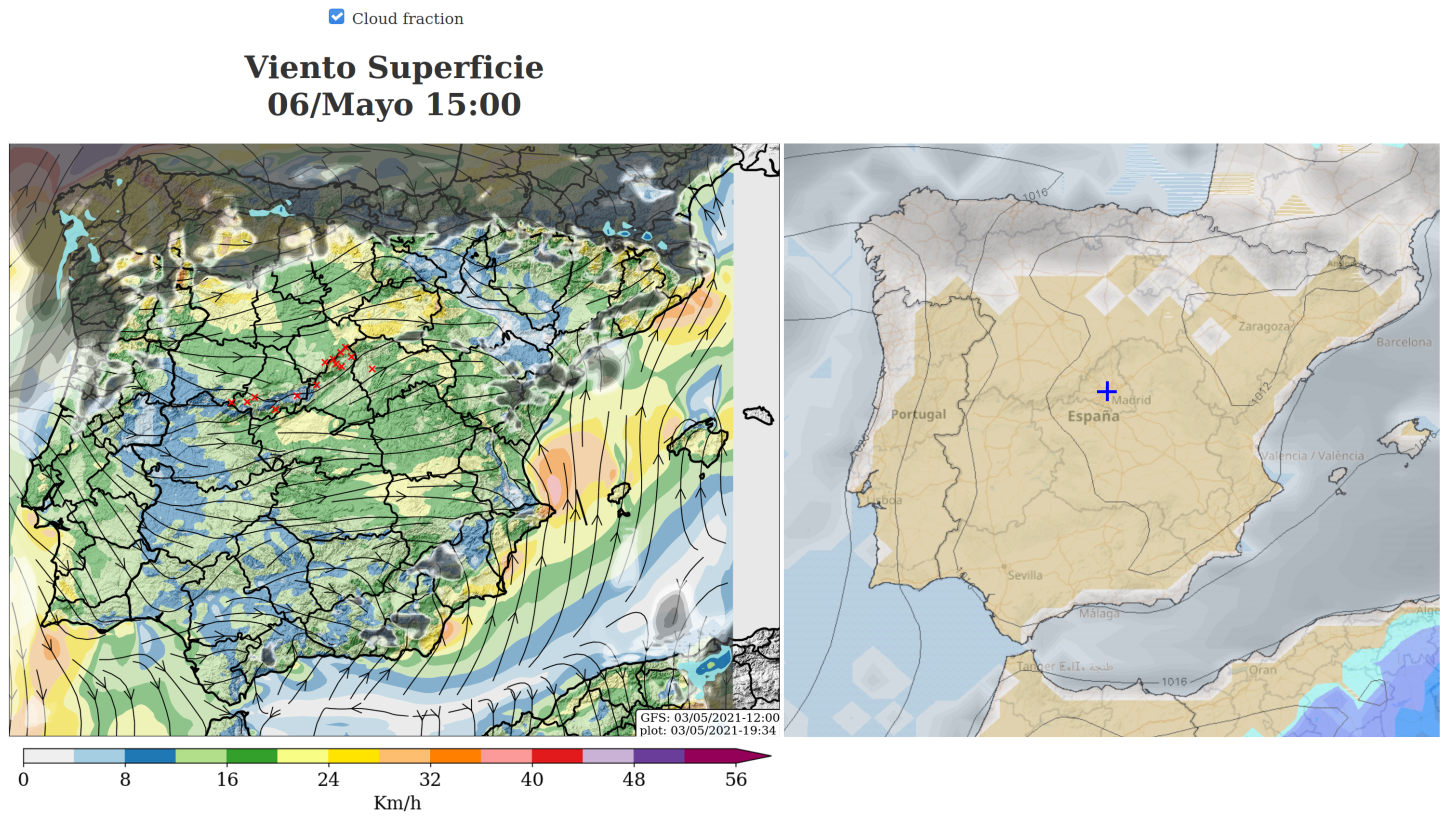 Cloud fraction
Viento Superficie
06/Mayo 15:00
GFS: 03/05/2021-12:00
plot: 03/05/2021-19:34
0 8 16 24 32 40 48 56
Km/h
1016
Zaragoza
Barcelona
1012
Madrid
Portugal
España
1020
València / Valéncia
Lisboa
Sevilla
Málaga
Tanger
Oran
1016